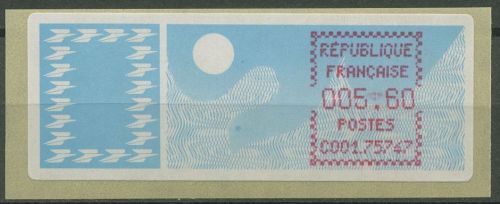 RÉPUBLIQUE
FRANÇAISE
005.60
POSTES
C001.75747